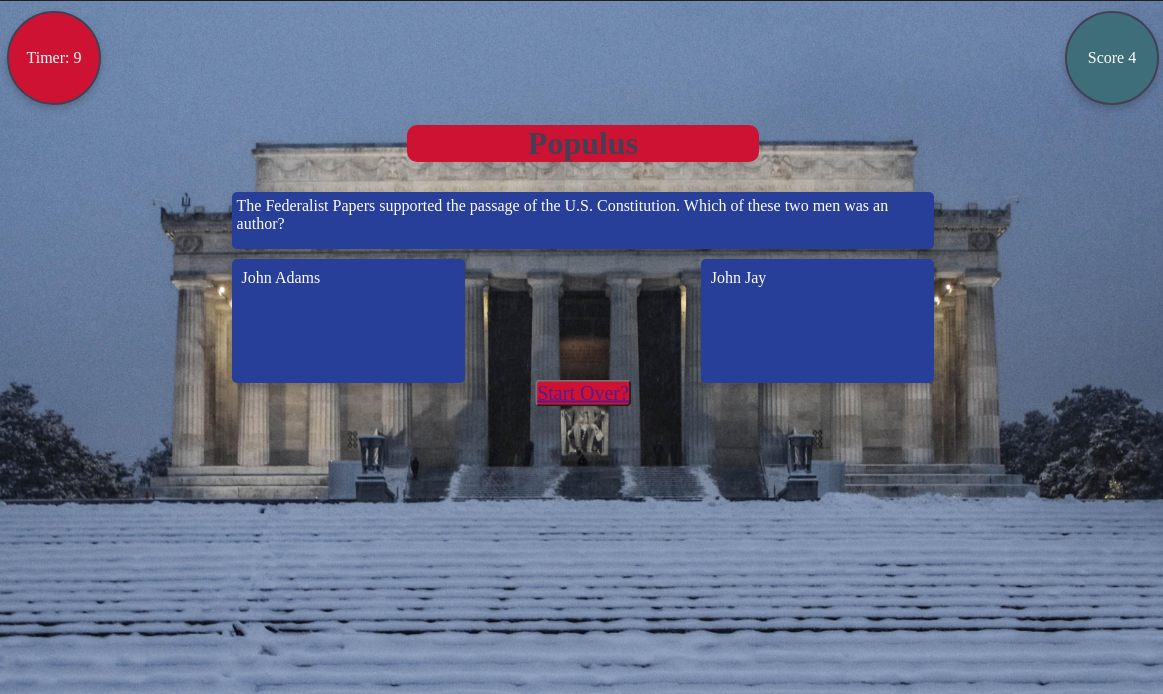 Timer: 9
Score 4
Populus
The Federalist Papers supported the passage of the U.S. Constitution. Which of these two men was an
author?
John Adams
John Jay
Start Over?